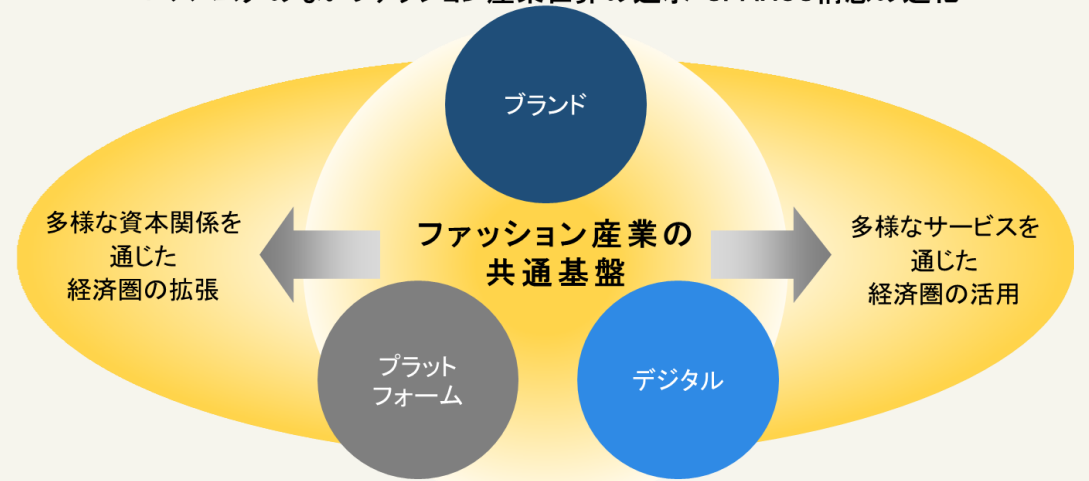 ブランド
ファッション産業の
共通基盤
多様な資本関係を
通じた
経済圏の拡張
多様なサービスを
通じた
経済圏の活用
プラット
フォーム
デジタル